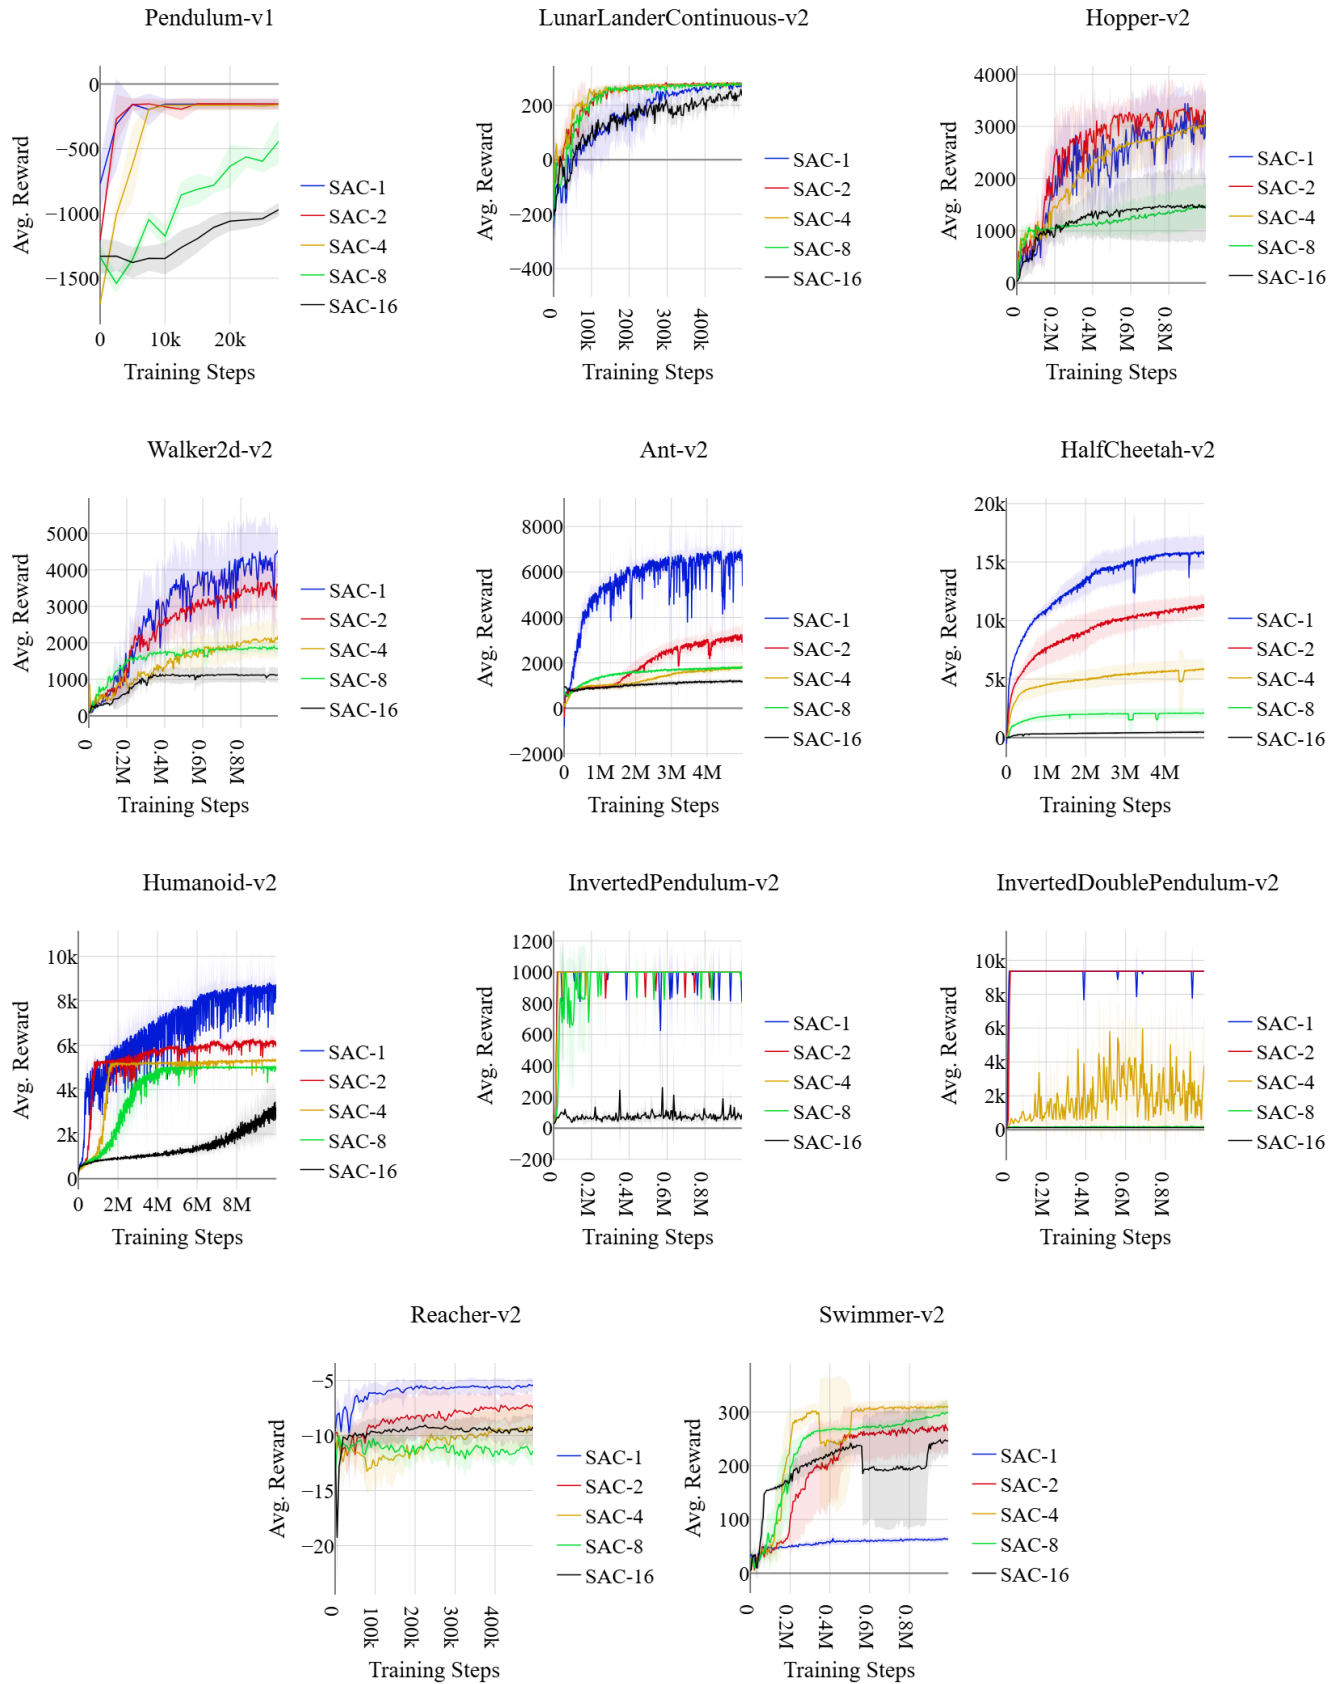 Pendulum-v1
0
−500
−1000
−1500
Avg. Reward
0 10k 20k
Training Steps
SAC-1
SAC-2
SAC-4
SAC-8
SAC-16
LunarLanderContinuous-v2
200
0
−200
−400
Avg. Reward
0 100k 200k 300k 400k
Training Steps
SAC-1
SAC-2
SAC-4
SAC-8
SAC-16
Hopper-v2
4000
3000
2000
1000
0
Avg. Reward
0 0.2M 0.4M 0.6M 0.8M
Training Steps
SAC-1
SAC-2
SAC-4
SAC-8
SAC-16
Walker2d-v2
5000
4000
3000
2000
1000
0
Avg. Reward
0 0.2M 0.4M 0.6M 0.8M
Training Steps
SAC-1
SAC-2
SAC-4
SAC-8
SAC-16
Ant-v2
8000
6000
4000
2000
0
−2000
Avg. Reward
0 1M 2M 3M 4M
Training Steps
SAC-1
SAC-2
SAC-4
SAC-8
SAC-16
HalfCheetah-v2
20k
15k
10k
5k
0
Avg. Reward
0 1M 2M 3M 4M
Training Steps
SAC-1
SAC-2
SAC-4
SAC-8
SAC-16
Humanoid-v2
10k
8k
6k
4k
2k
0
Avg. Reward
0 2M 4M 6M 8M
Training Steps
SAC-1
SAC-2
SAC-4
SAC-8
SAC-16
InvertedPendulum-v2
1200
1000
800
600
400
200
0
−200
Avg. Reward
0 0.2M 0.4M 0.6M 0.8M
Training Steps
SAC-1
SAC-2
SAC-4
SAC-8
SAC-16
InvertedDoublePendulum-v2
10k
8k
6k
4k
2k
0
Avg. Reward
0 0.2M 0.4M 0.6M 0.8M
Training Steps
SAC-1
SAC-2
SAC-4
SAC-8
SAC-16
Reacher-v2
−5
−10
−15
−20
Avg. Reward
0 100k 200k 300k 400k
Training Steps
SAC-1
SAC-2
SAC-4
SAC-8
SAC-16
Swimmer-v2
300
200
100
0
Avg. Reward
0 0.2M 0.4M 0.6M 0.8M
Training Steps
SAC-1
SAC-2
SAC-4
SAC-8
SAC-16